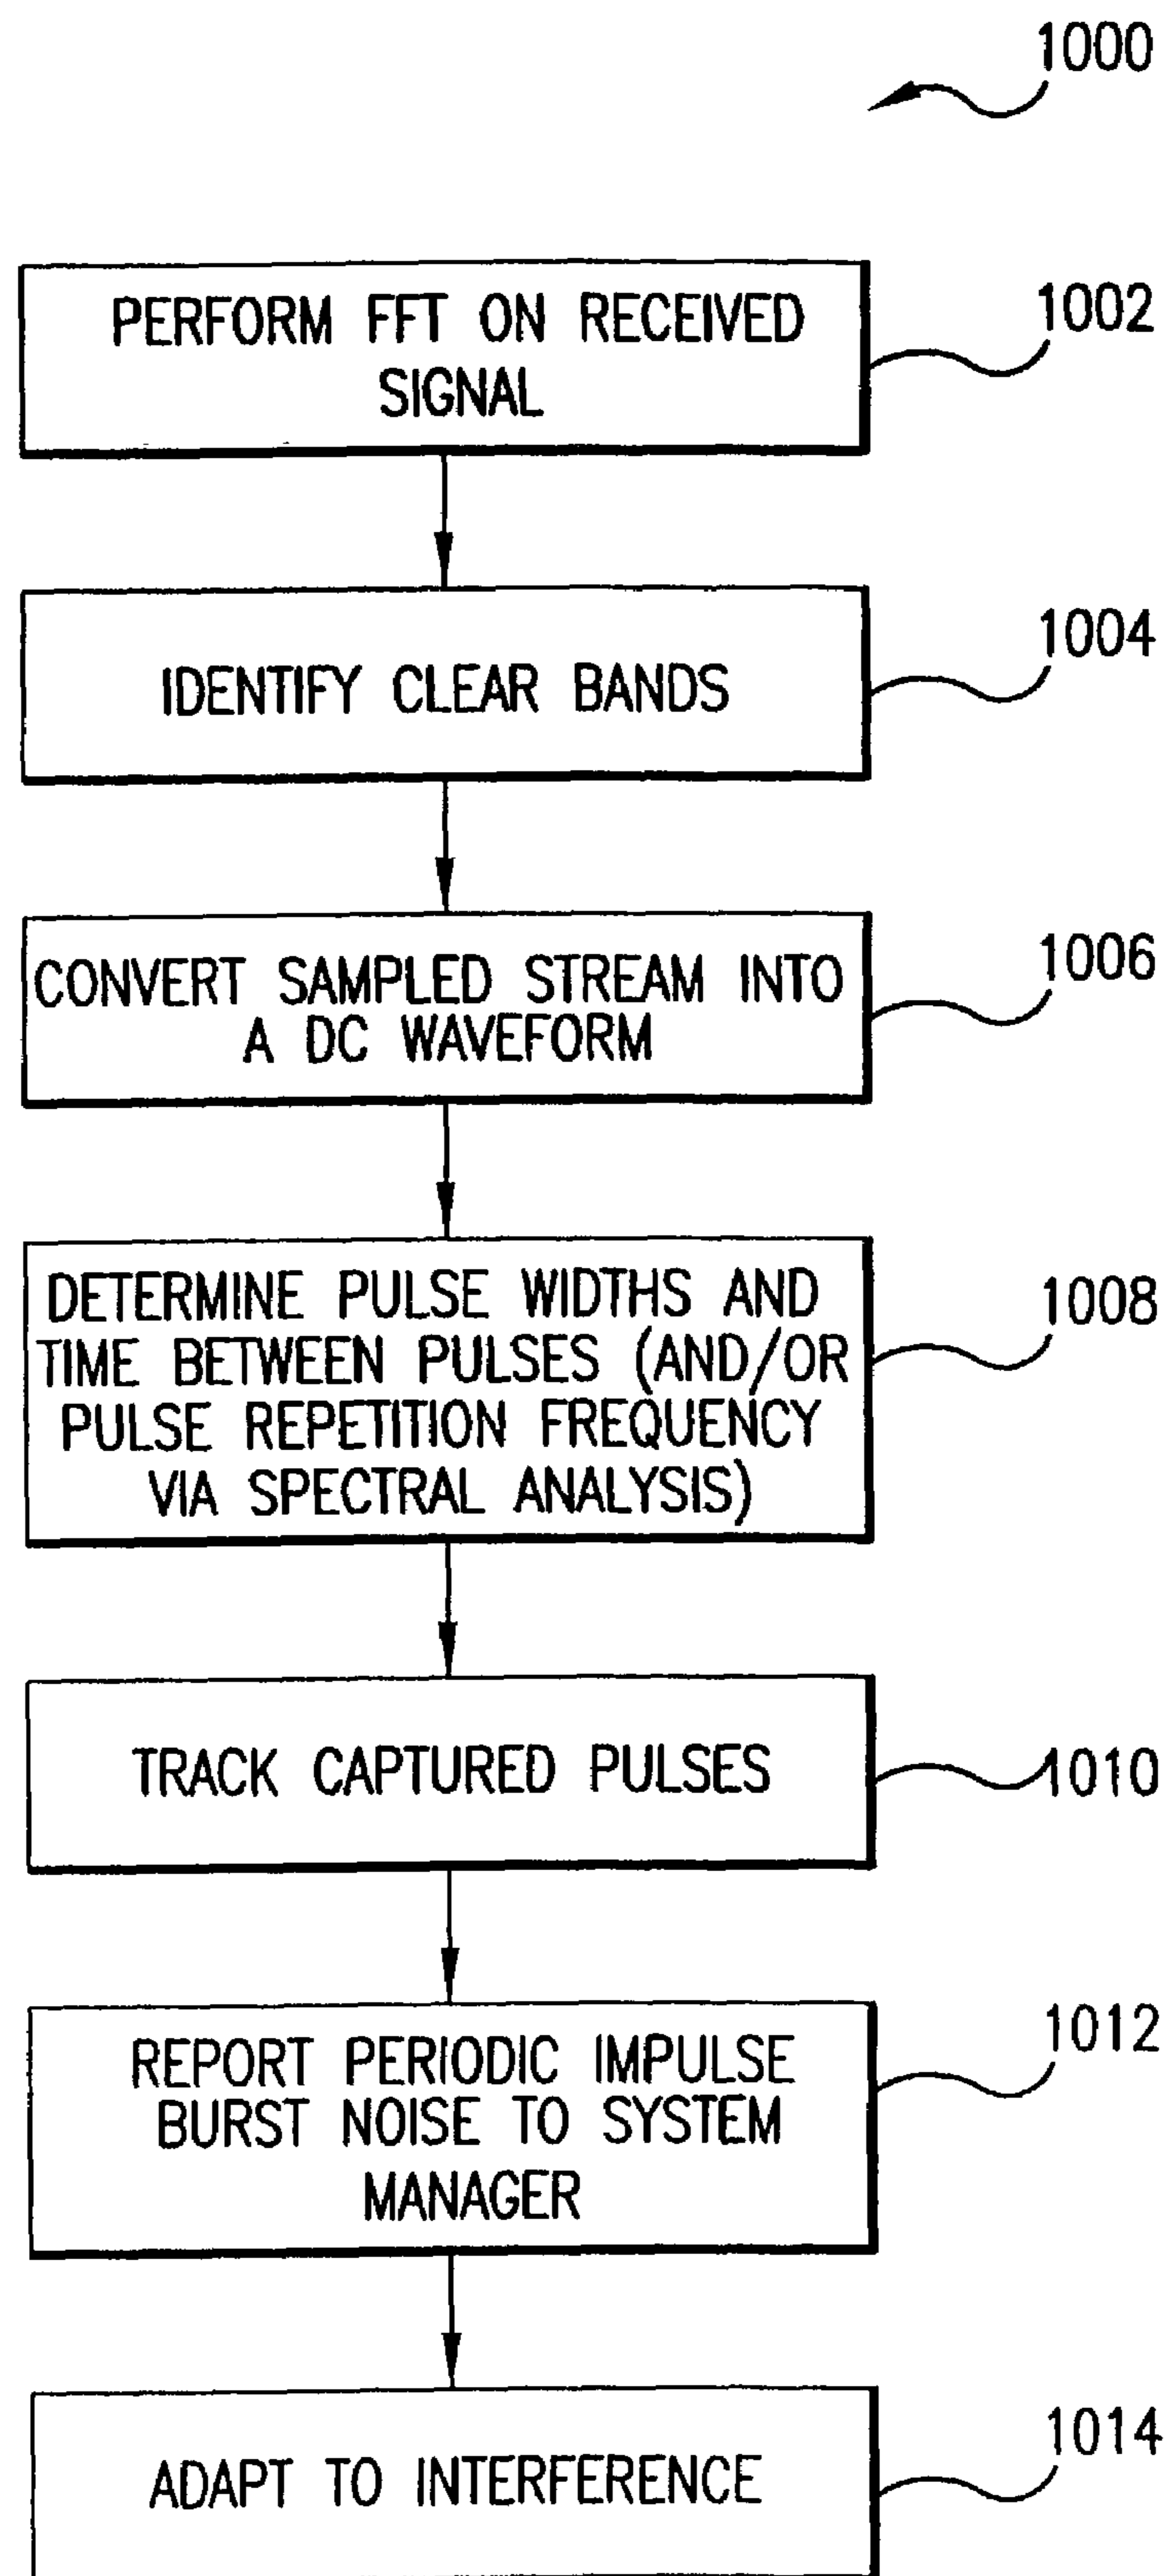 1000
PERFORM FFT ON RECEIVED
SIGNAL
1002
IDENTIFY CLEAR BANDS
1004
CONVERT SAMPLED STREAM INTO
A DC WAVEFORM
1006
DETERMINE PULSE WIDTHS AND
TIME BETWEEN PULSES (AND/OR
PULSE REPETITION FREQUENCY
VIA SPECTRAL ANALYSIS)
1008
TRACK CAPTURED PULSES
1010
REPORT PERIODIC IMPULSE
BURST NOISE TO SYSTEM
MANAGER
1012
ADAPT TO INTERFERENCE
1014